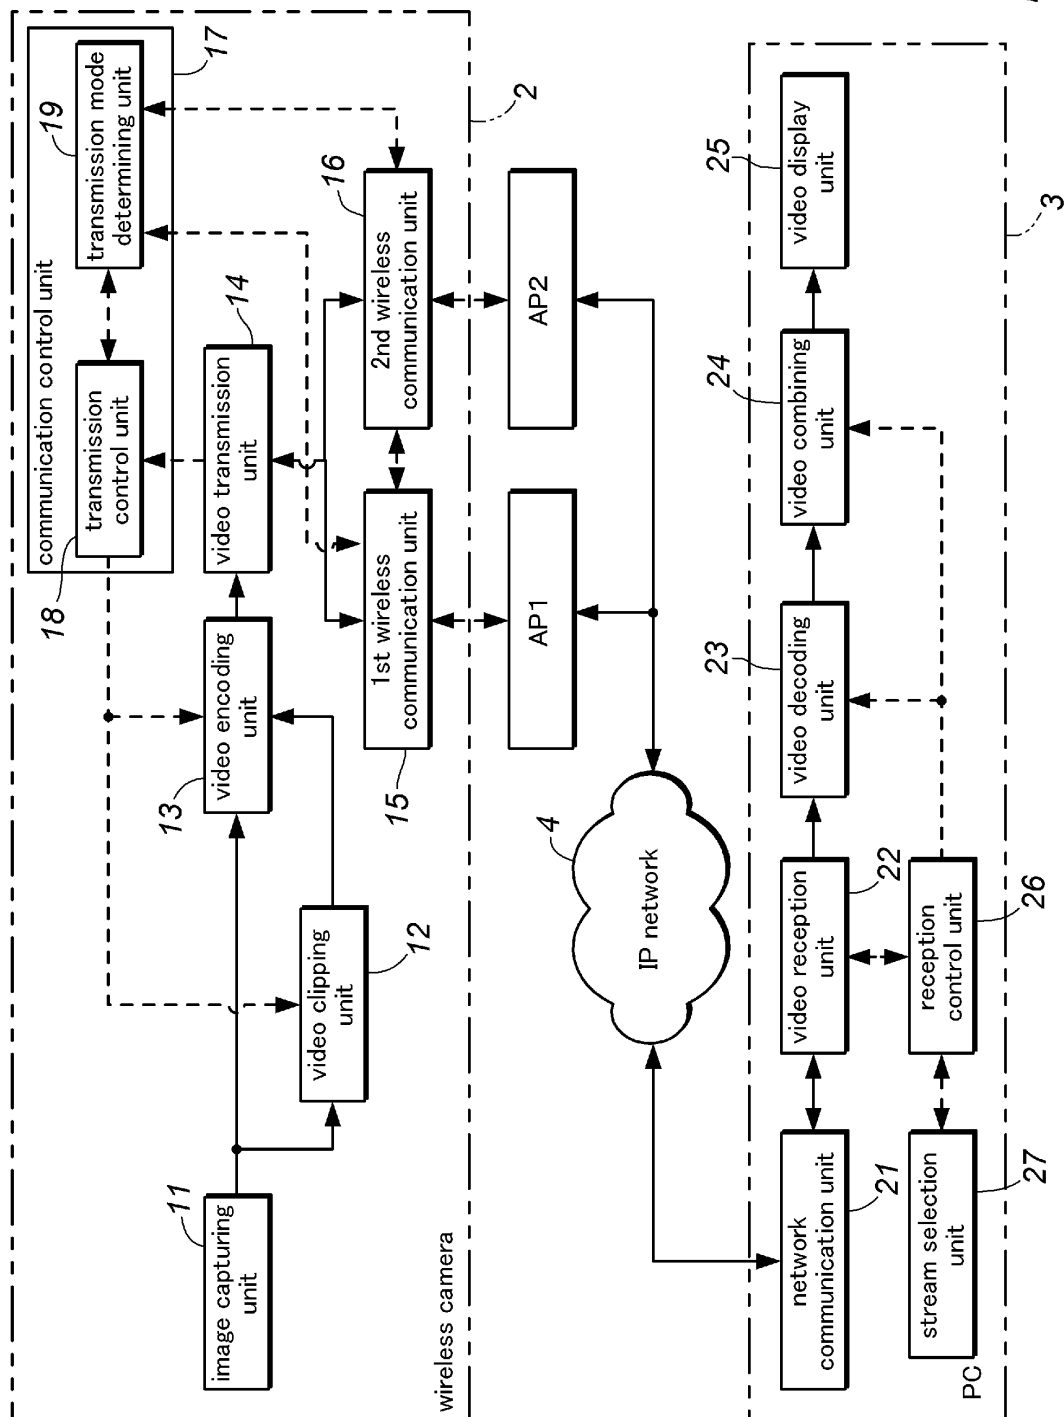 wireless camera
2
communication control unit
17
18
transmission
control unit
19
transmission mode
determining unit
11
image capturing
unit
13
video encoding
unit
14
video transmission
unit
12
video clipping
unit
15
1st wireless
communication unit
16
2nd wireless
communication unit
AP1
AP2
4
IP network
PC
3
21
network
communication unit
22
video reception
unit
23
video decoding
unit
24
video combining
unit
25
video display
unit
27
stream selection
unit
26
reception
control unit